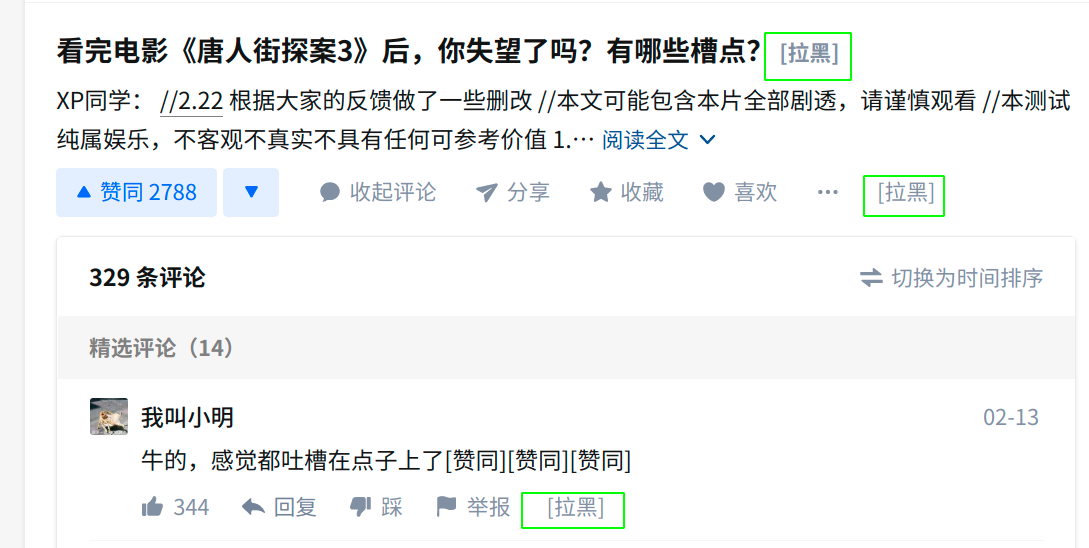 看完电影《唐人街探案3》后，你失望了吗？有哪些槽点？ [拉黑]
XP同学： //2.22 根据大家的反馈做了一些删改 //本文可能包含本片全部剧透，请谨慎观看 //本测试
纯属娱乐，不客观不真实不具有任何可参考价值 1.… 阅读全文
赞同 2788 收起评论 分享 收藏 喜欢 ··· [拉黑]
329 条评论 切换为时间排序
精选评论（14）
我叫小明 02-13
牛的，感觉都吐槽在点子上了[赞同][赞同][赞同]
344 回复 踩 举报 [拉黑]